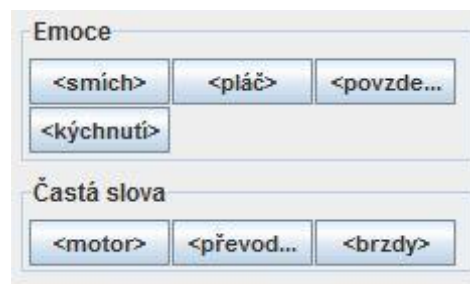 Emoce
<smích> <pláč> <povzde...
<kýchnutí>
Častá slova
<motor> <převod... <brzdy>